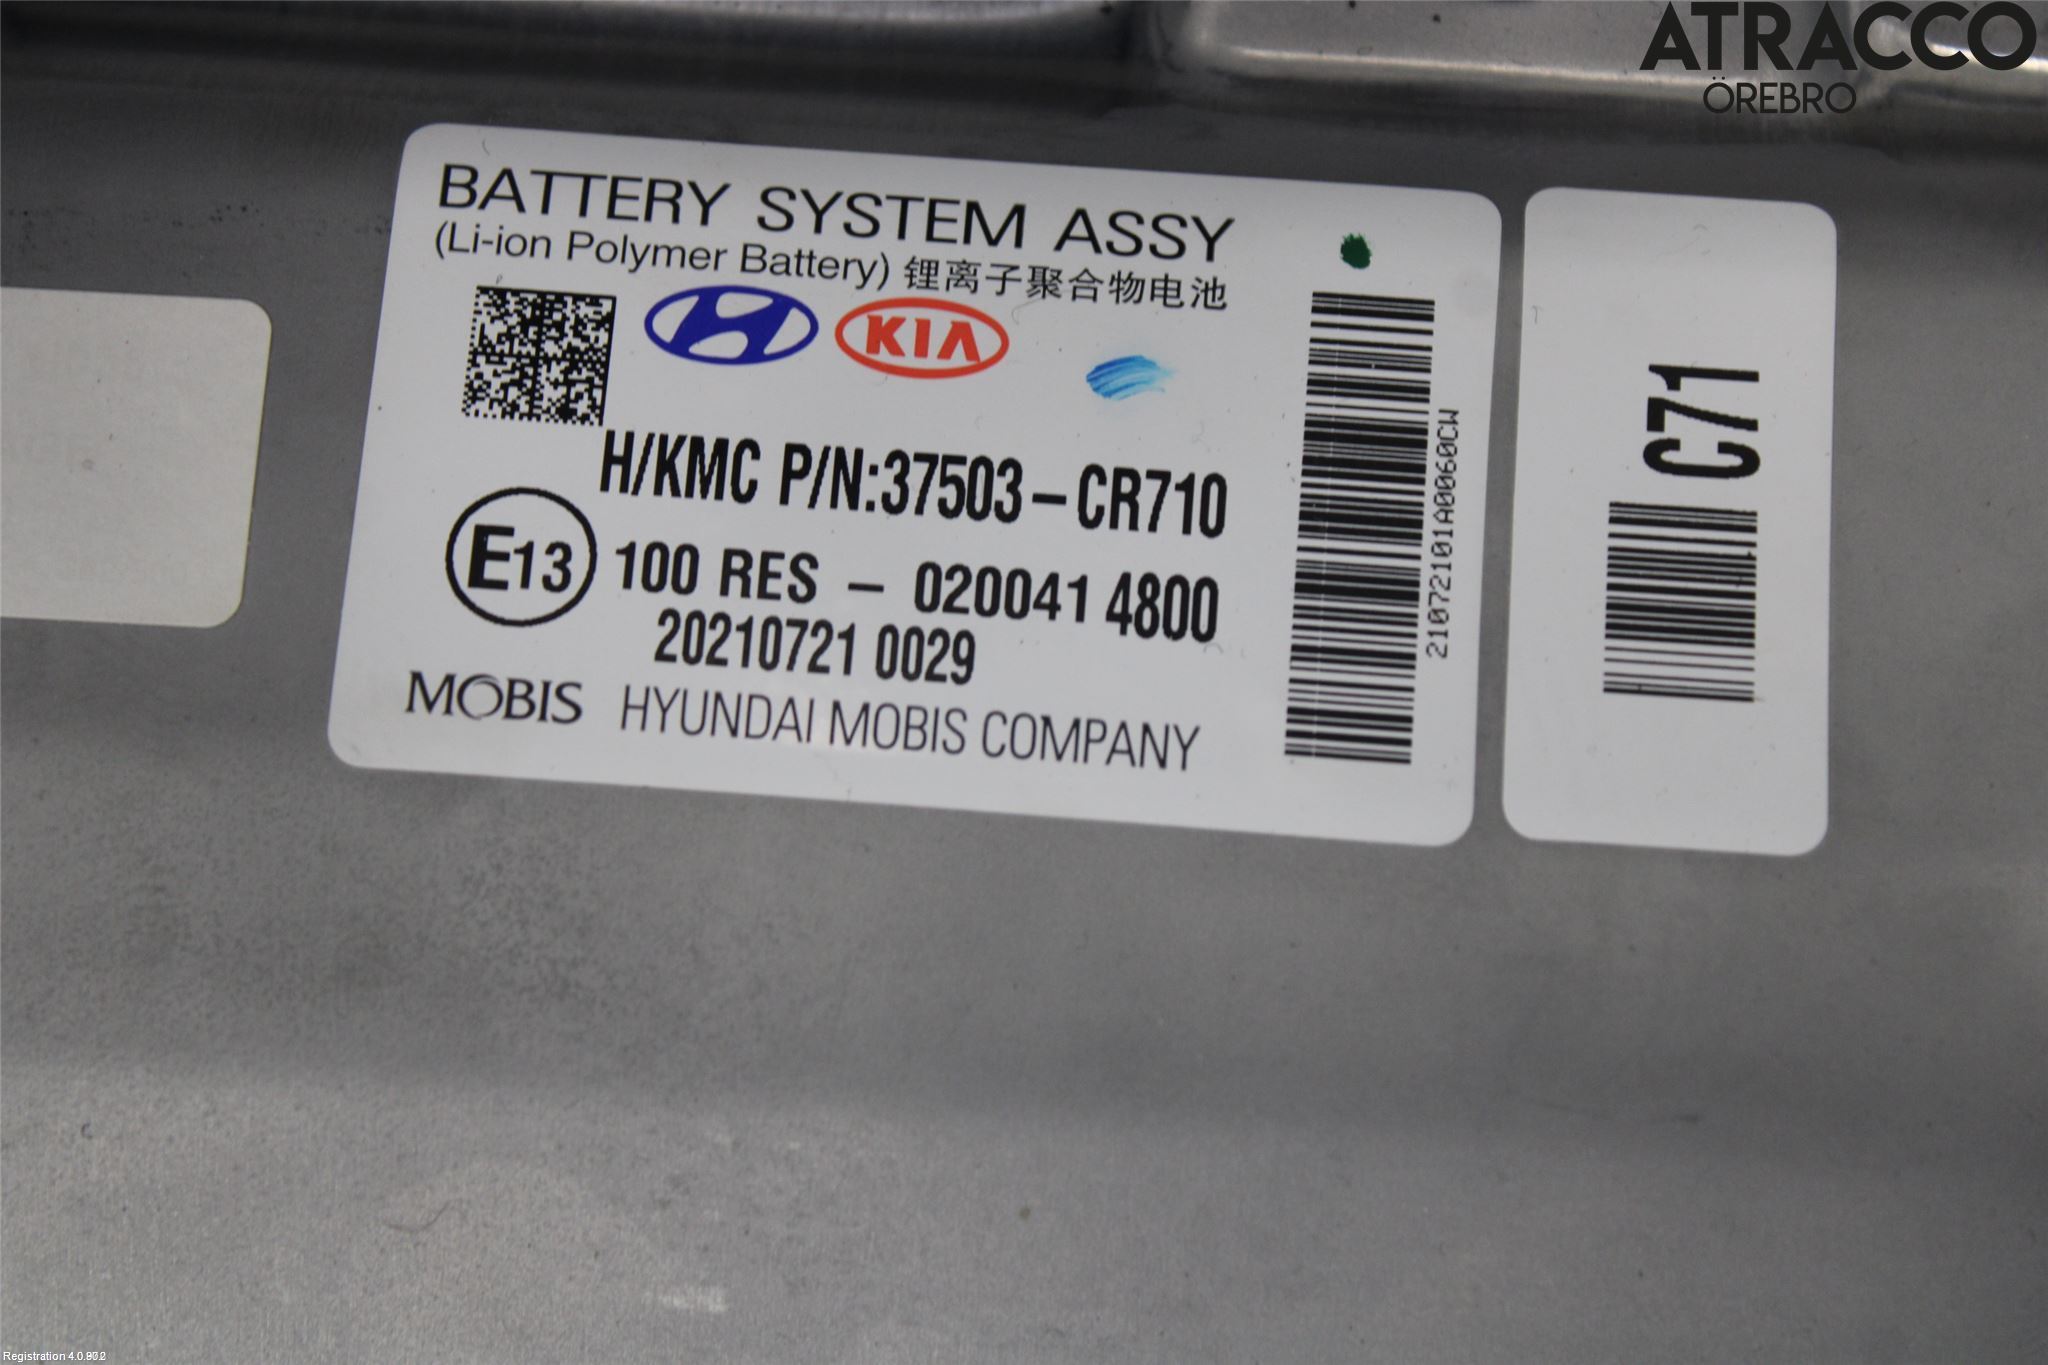 ATRACCO
ÖREBRO
BATTERY SYSTEM ASSY
(Li-ion Polymer Battery) 锂离子聚合物电池
KIA
H/KMC P/N:37503-CR710
E13 100 RES - 020041 4800
20210721 0029
MOBIS HYUNDAI MOBIS COMPANY
21072101A0060CW
C71